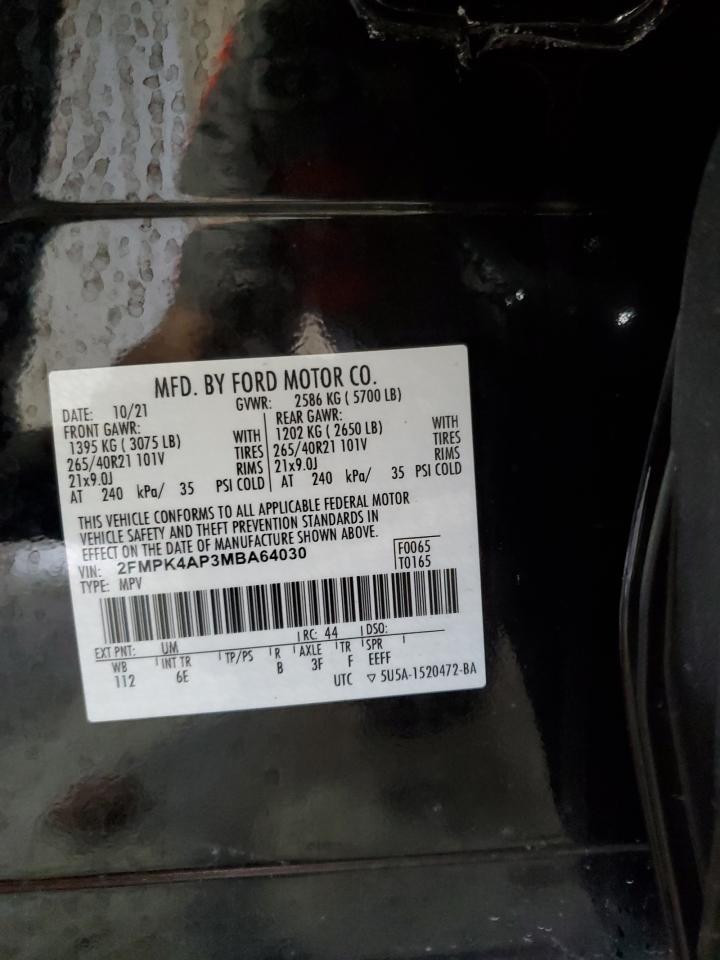 MFD. BY FORD MOTOR CO.
DATE: 10/21 GVWR: 2586 KG ( 5700 LB)
FRONT GAWR: REAR GAWR:
1395 KG ( 3075 LB) WITH 1202 KG ( 2650 LB) WITH
265/40R21 101V TIRES 265/40R21 101V TIRES
21x9.0J RIMS 21x9.0J RIMS
AT 240 kPa/ 35 PSI COLD AT 240 kPa/ 35 PSI COLD
THIS VEHICLE CONFORMS TO ALL APPLICABLE FEDERAL MOTOR
VEHICLE SAFETY AND THEFT PREVENTION STANDARDS IN
EFFECT ON THE DATE OF MANUFACTURE SHOWN ABOVE.
VIN: 2FMPK4AP3MBA64030 F0065
TYPE: MPV T0165
EXT PNT: UM RC: 44 DSO:
WB INT TR TP/PS R AXLE TR SPR
112 6E B 3F F EEFF
UTC ▽ 5U5A-1520472-BA